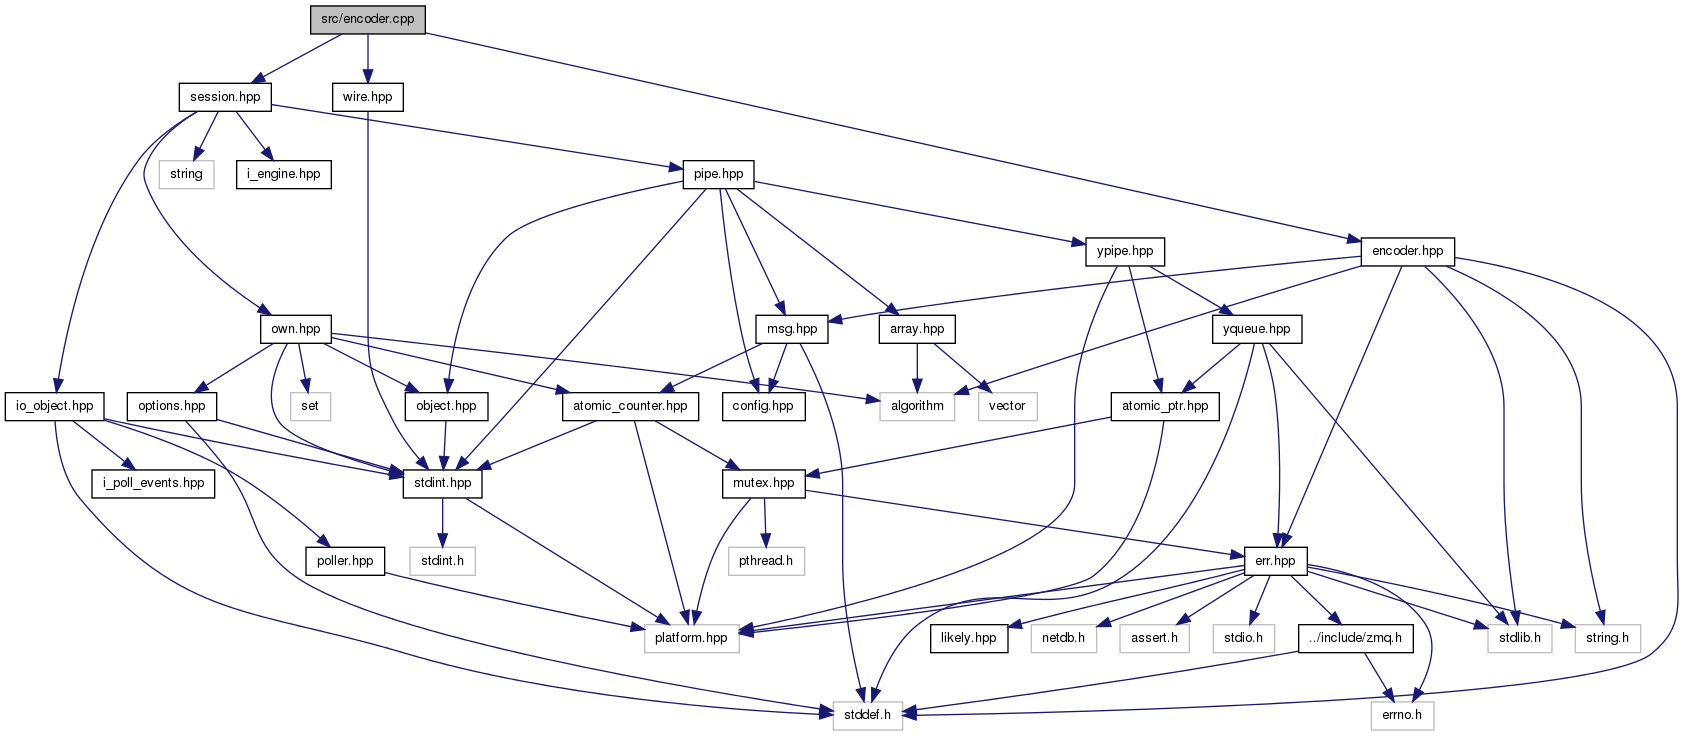 src/encoder.cpp
session.hpp
wire.hpp
string
i_engine.hpp
pipe.hpp
ypipe.hpp
encoder.hpp
own.hpp
msg.hpp
array.hpp
yqueue.hpp
io_object.hpp
options.hpp
set
object.hpp
atomic_counter.hpp
config.hpp
algorithm
vector
atomic_ptr.hpp
i_poll_events.hpp
stdint.hpp
mutex.hpp
poller.hpp
stdint.h
pthread.h
err.hpp
platform.hpp
likely.hpp
netdb.h
assert.h
stdio.h
../include/zmq.h
stdlib.h
string.h
stddef.h
errno.h